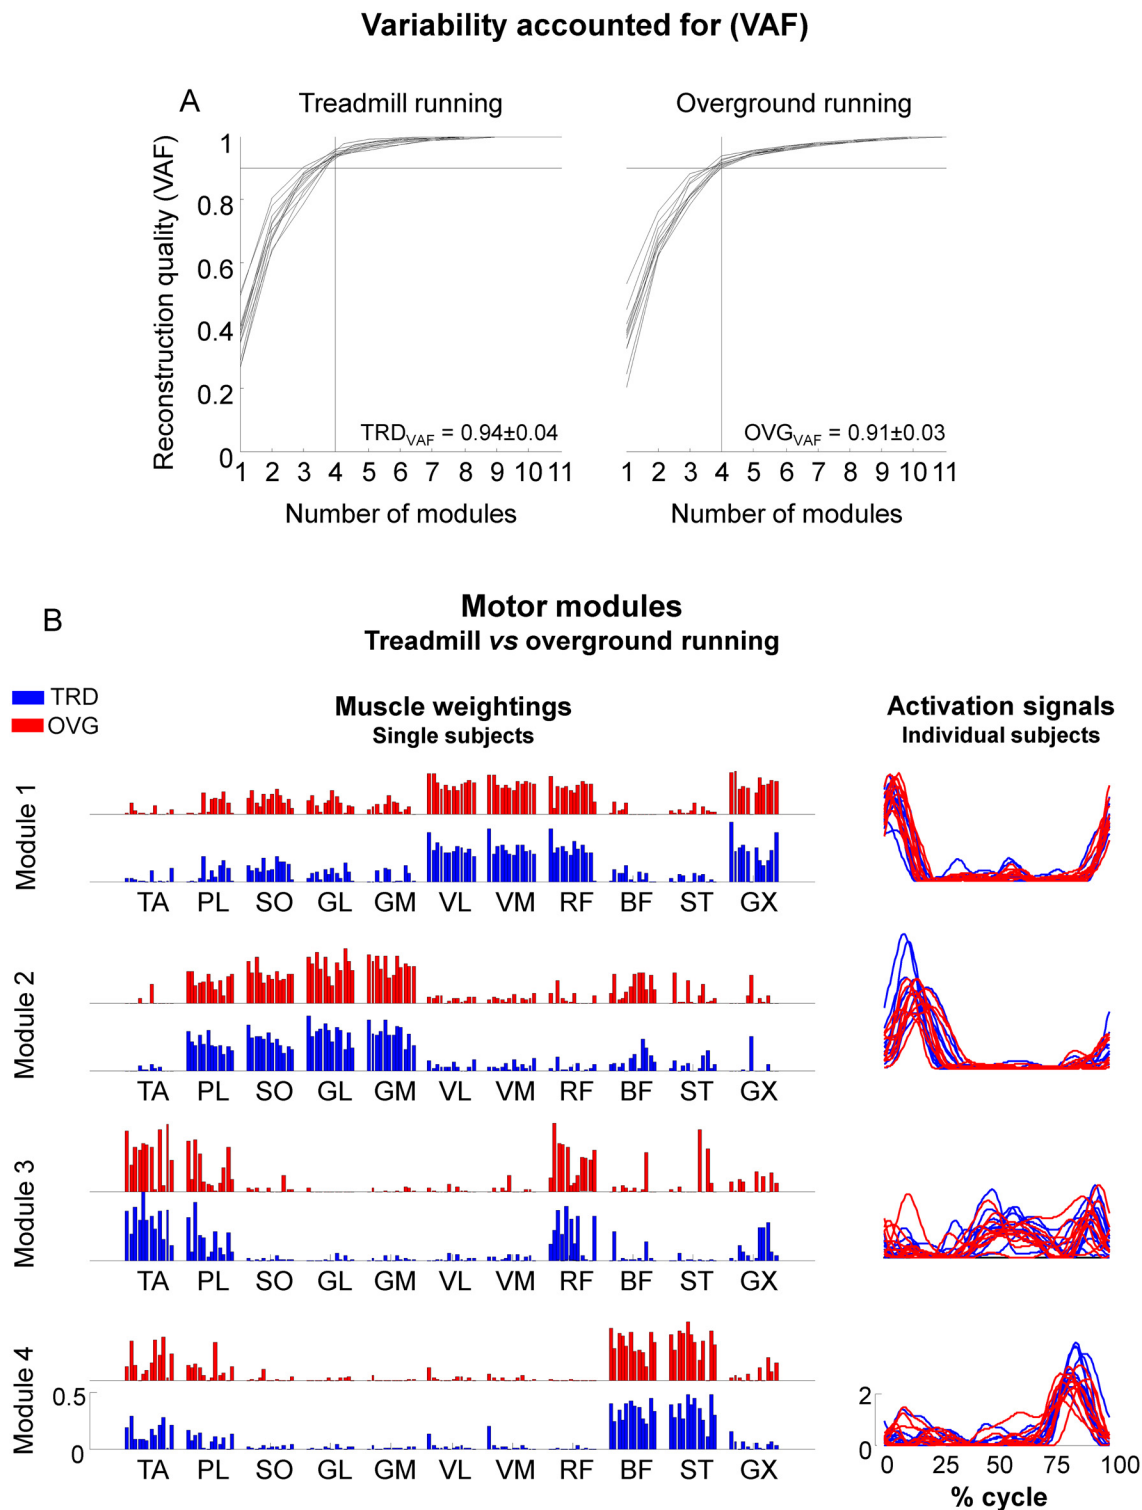 Variability accounted for (VAF)
A
Treadmill running
Overground running
Reconstruction quality (VAF)
1
0.8
0.6
0.4
0.2
0
TRD_VAF = 0.94±0.04
OVG_VAF = 0.91±0.03
1 2 3 4 5 6 7 8 9 10 11
1 2 3 4 5 6 7 8 9 10 11
Number of modules
Number of modules
B
Motor modules
Treadmill vs overground running
TRD
OVG
Muscle weightings
Single subjects
Activation signals
Individual subjects
Module 1
TA PL SO GL GM VL VM RF BF ST GX
Module 2
TA PL SO GL GM VL VM RF BF ST GX
Module 3
TA PL SO GL GM VL VM RF BF ST GX
Module 4
0.5
0
TA PL SO GL GM VL VM RF BF ST GX
2
0
0 25 50 75 100
% cycle